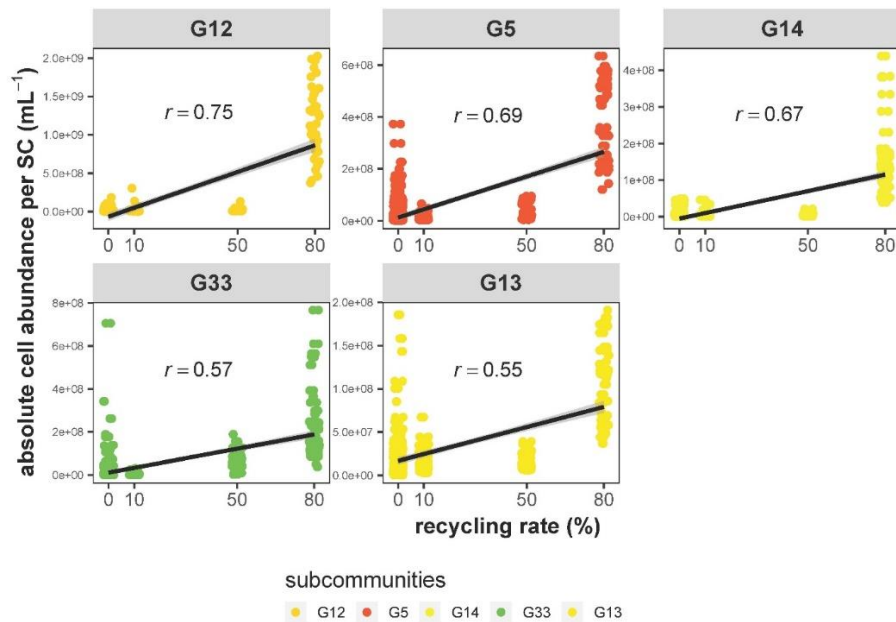 G12
G5
G14
absolute cell abundance per SC (mL⁻¹)
2.0e+09
1.5e+09
1.0e+09
5.0e+08
0.0e+00
r = 0.75
0 10 50 80
6e+08
4e+08
2e+08
0e+00
r = 0.69
0 10 50 80
4e+08
3e+08
2e+08
1e+08
0e+00
r = 0.67
0 10 50 80
G33
G13
8e+08
6e+08
4e+08
2e+08
0e+00
r = 0.57
0 10 50 80
2.0e+08
1.5e+08
1.0e+08
5.0e+07
0.0e+00
r = 0.55
0 10 50 80
recycling rate (%)
subcommunities
G12 G5 G14 G33 G13